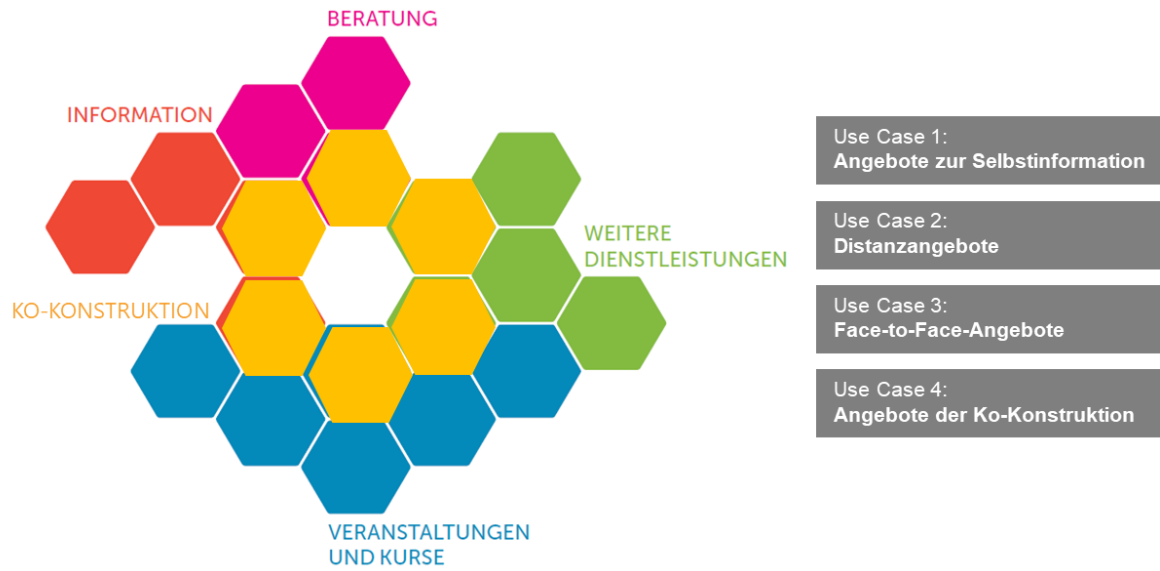 BERATUNG
INFORMATION
WEITERE
DIENSTLEISTUNGEN
KO-KONSTRUKTION
VERANSTALTUNGEN
UND KURSE
Use Case 1:
Angebote zur Selbstinformation
Use Case 2:
Distanzangebote
Use Case 3:
Face-to-Face-Angebote
Use Case 4:
Angebote der Ko-Konstruktion